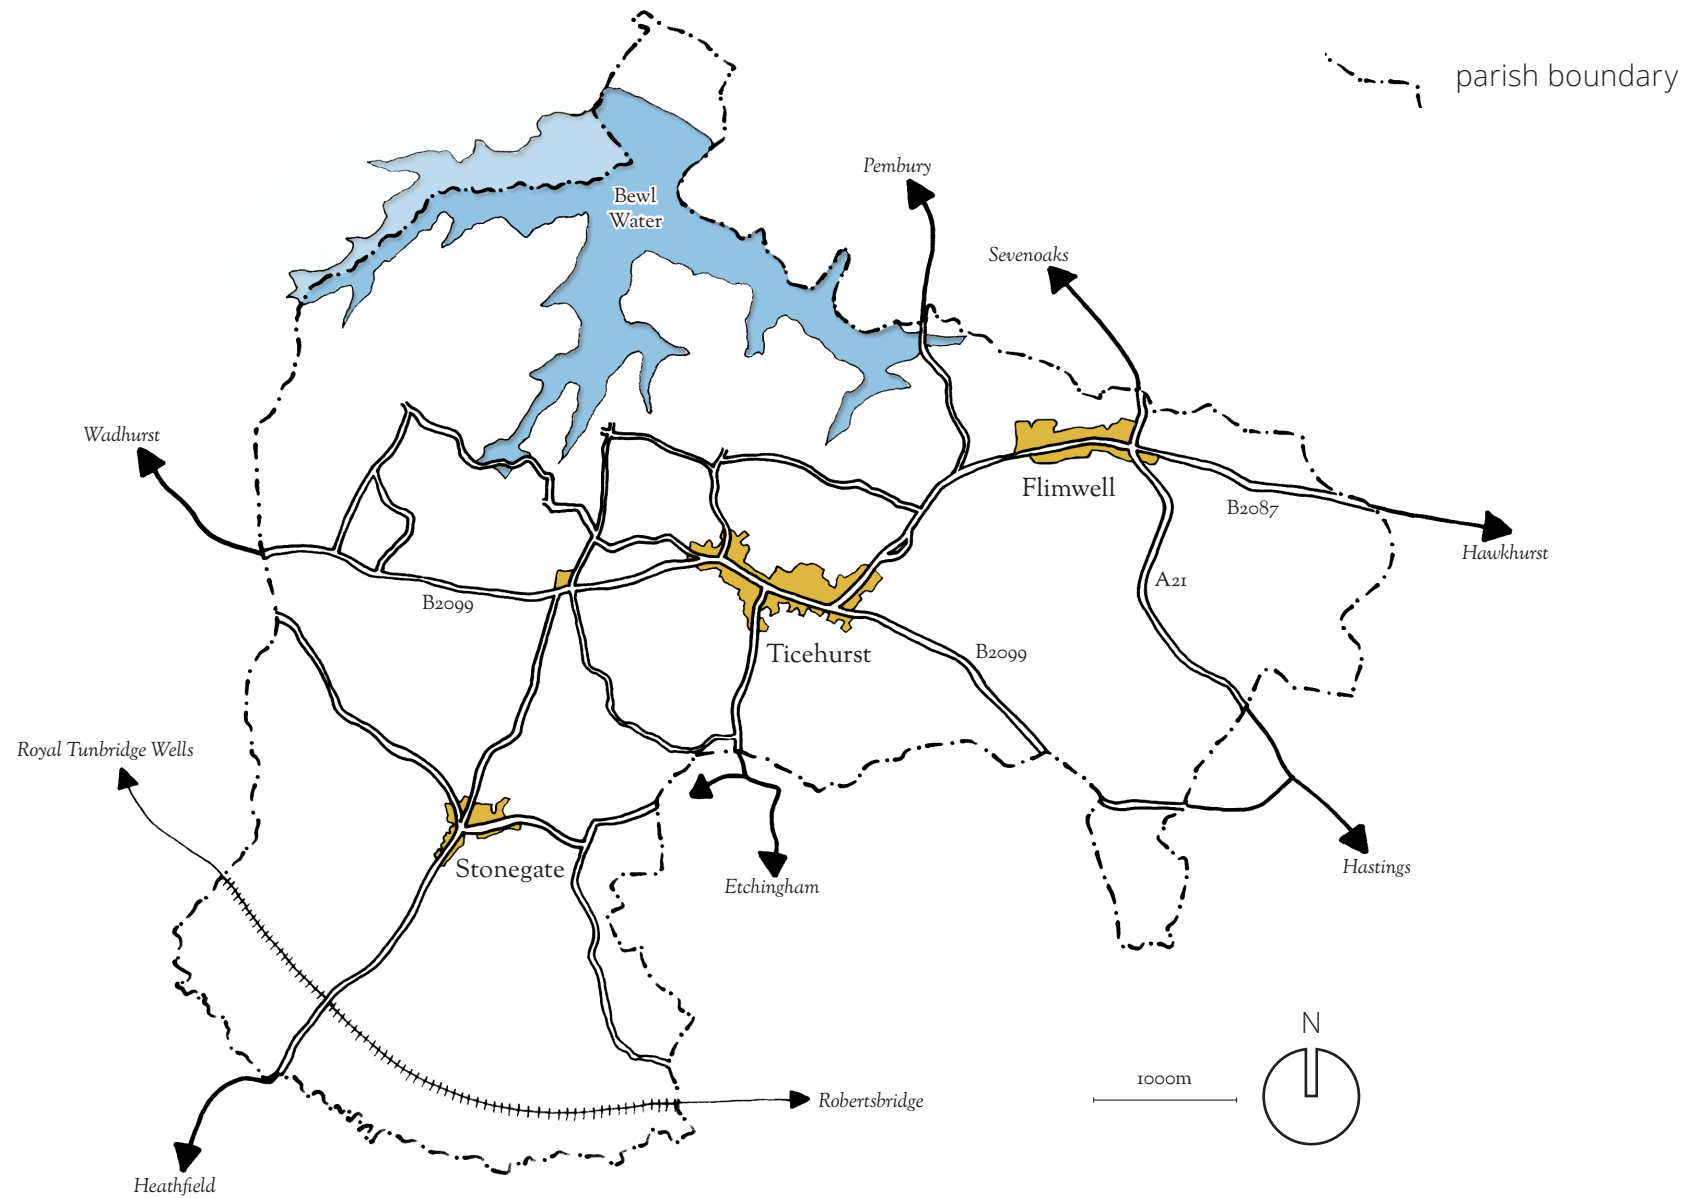 parish boundary
Pembury
Bewl
Water
Sevenoaks
Wadhurst
Flimwell
B2087
Hawkhurst
A21
B2099
Ticehurst
B2099
Royal Tunbridge Wells
Stonegate
Etchingham
Hastings
N
1000m
Robertsbridge
Heathfield